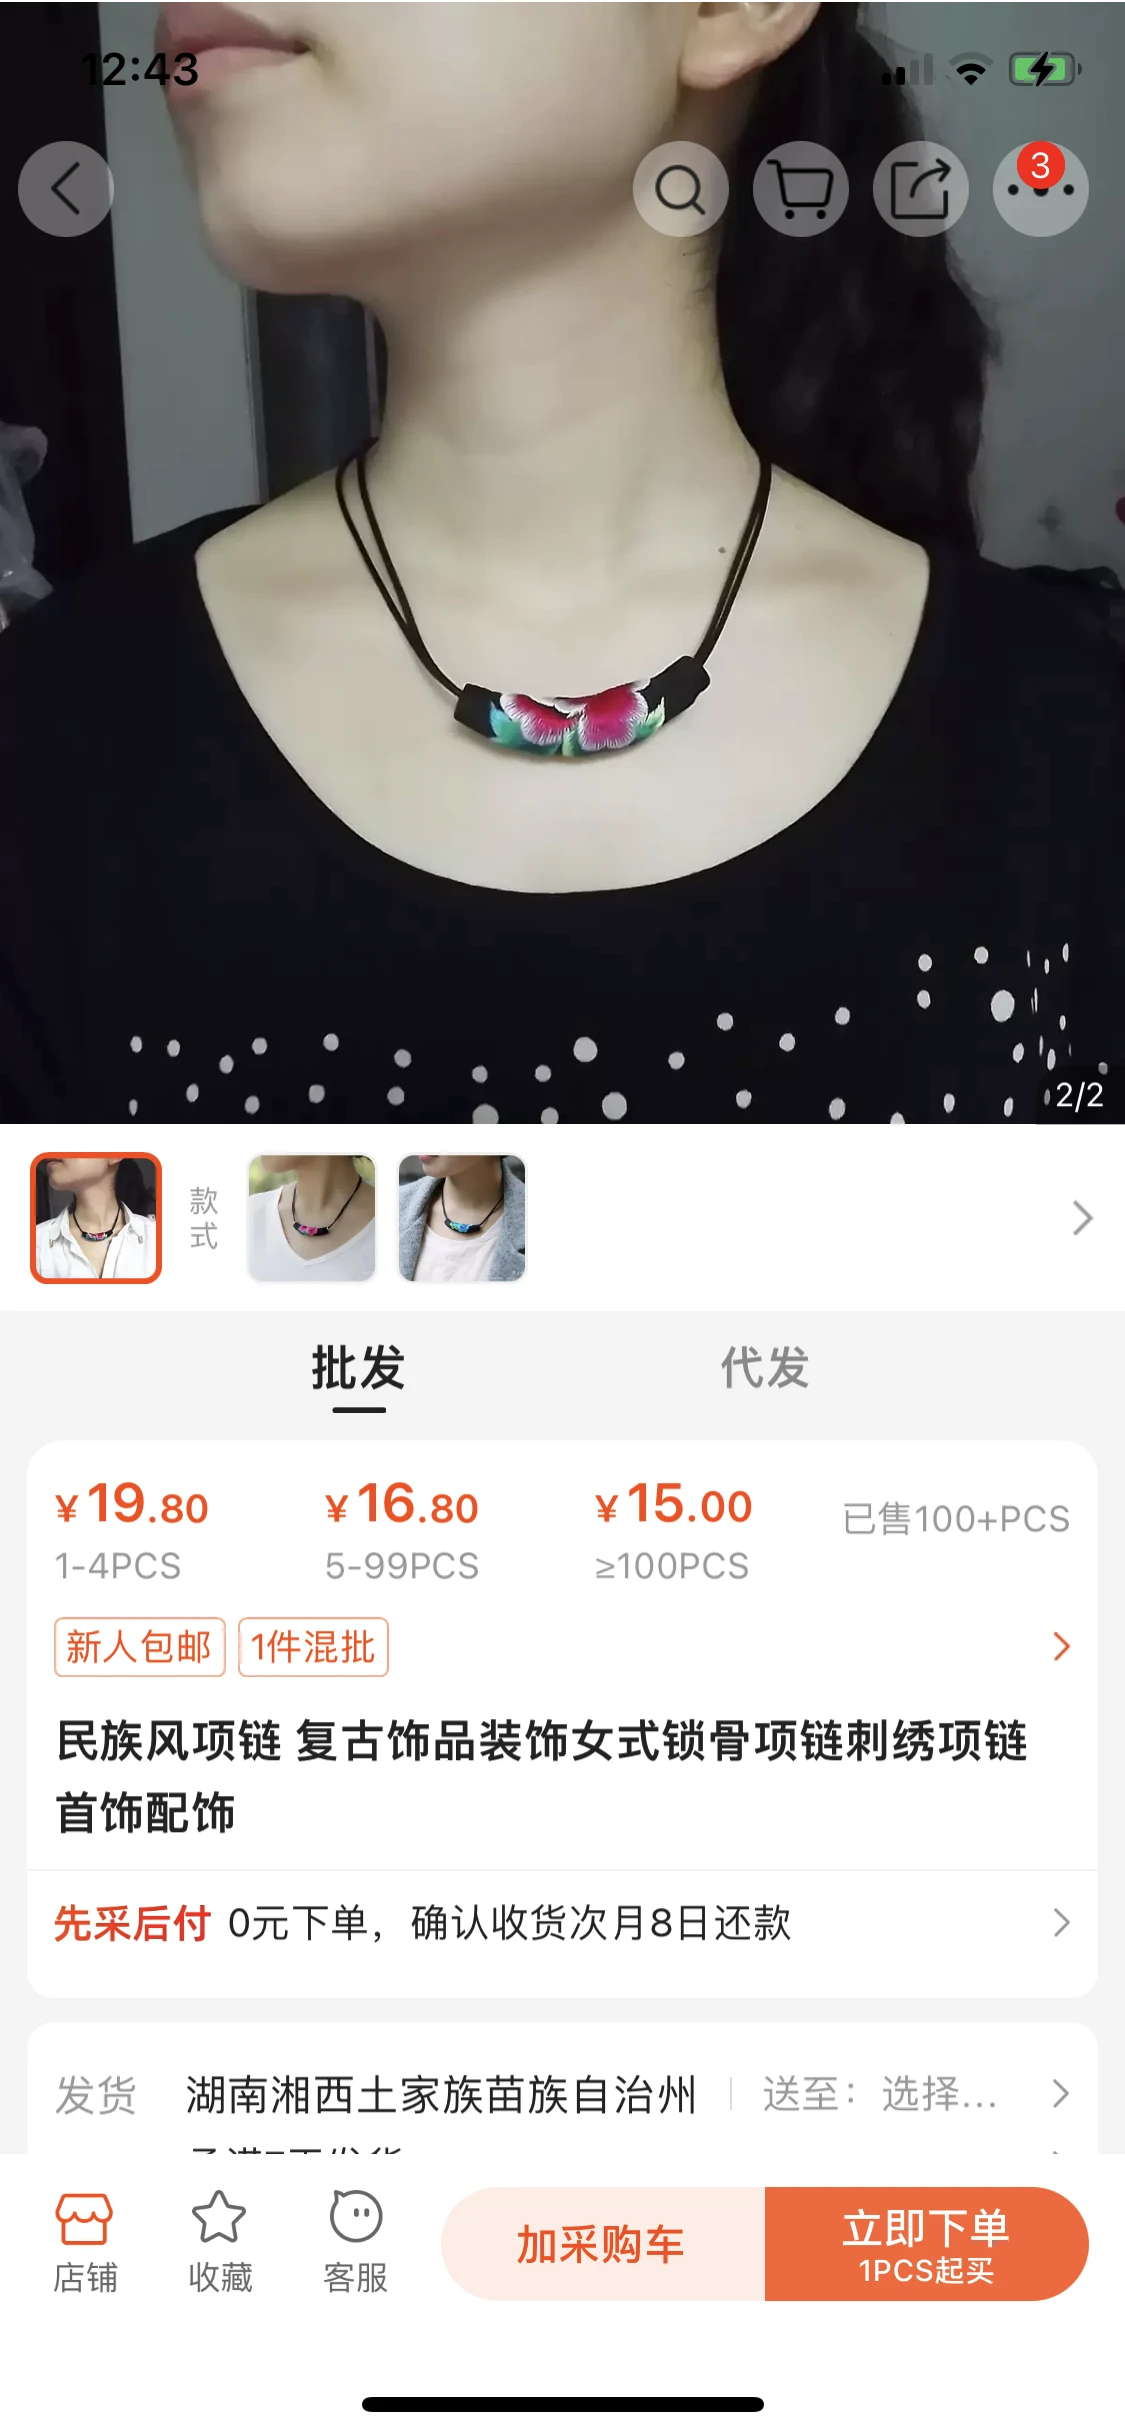 12:43
3
2/2
款式
批发
代发
¥19.80
¥16.80
¥15.00
已售100+PCS
1-4PCS
5-99PCS
≥100PCS
新人包邮
1件混批
民族风项链 复古饰品装饰女式锁骨项链刺绣项链
首饰配饰
先采后付 0元下单，确认收货次月8日还款
发货 湖南湘西土家族苗族自治州 送至：选择...
店铺
收藏
客服
加采购车
立即下单
1PCS起买